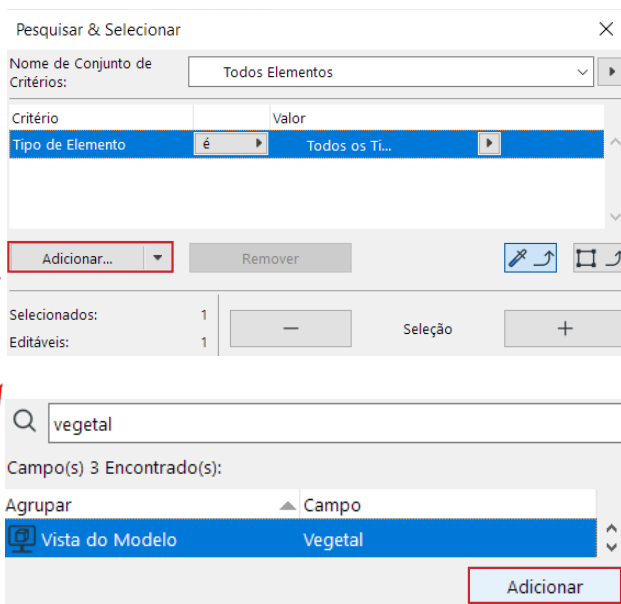 Pesquisar & Selecionar
Nome de Conjunto de
Critérios:
Todos Elementos
Critério Valor
Tipo de Elemento é Todos os Ti...
Adicionar... Remover
Selecionados: 1
Editáveis: 1
Seleção
vegetal
Campo(s) 3 Encontrado(s):
Agrupar Campo
Vista do Modelo Vegetal
Adicionar